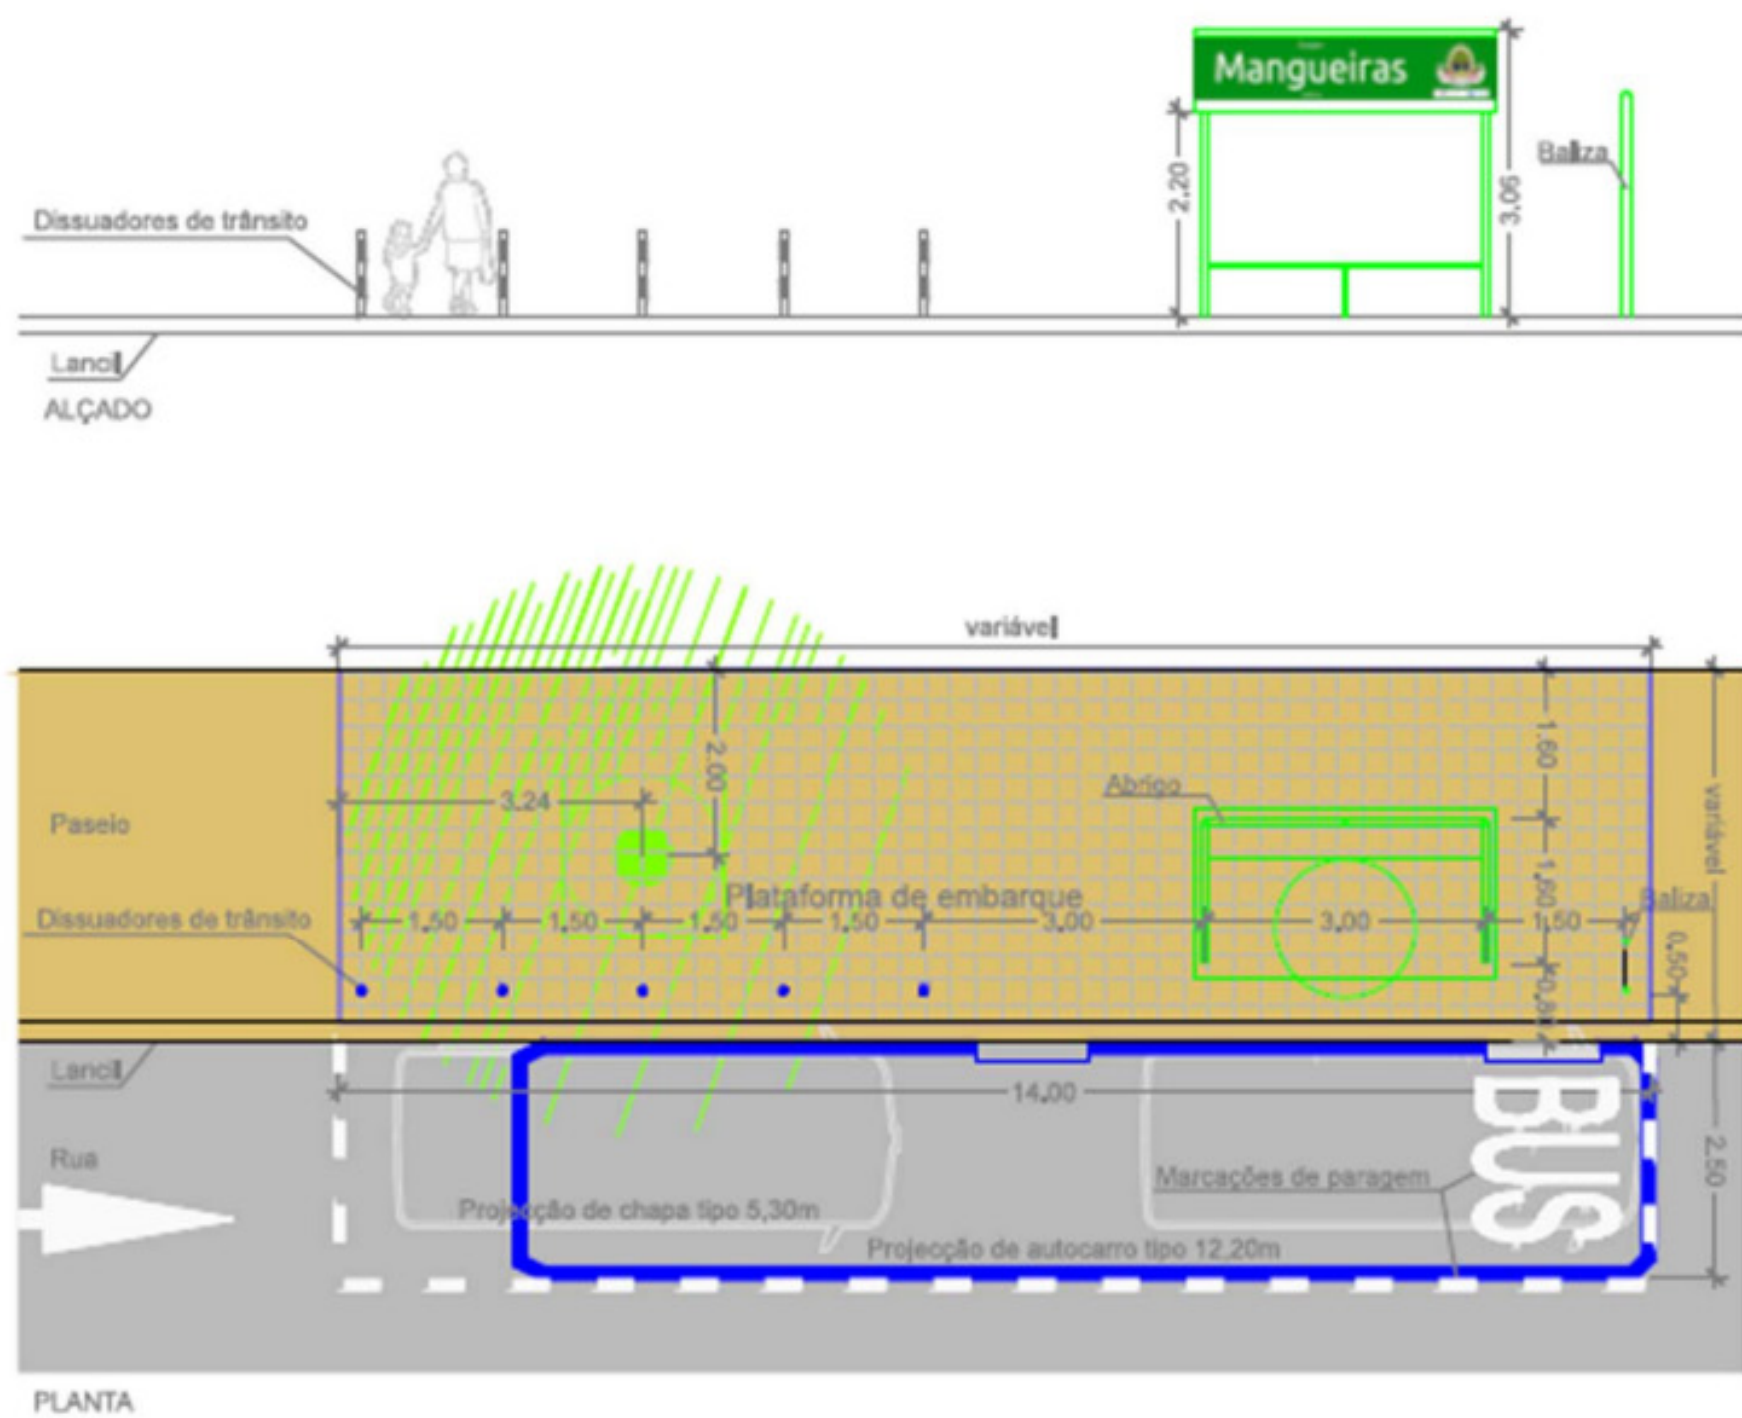 Mangueiras
Baliza
2.20
3.06
Dissuadores de trânsito
Lancil
ALÇADO
variável
1.60
2.00
variável
Abrigo
3.24
Paseio
1.60
Plataforma de embarque
Baliza
Dissuadores de trânsito
1.50
1.50
1.50
1.50
3.00
3.00
1.50
0.50
Lancil
14.00
BUS
Rua
2.50
Marcações de paragem
Projecção de chapa tipo 5,30m
Projecção de autocarro tipo 12,20m
PLANTA